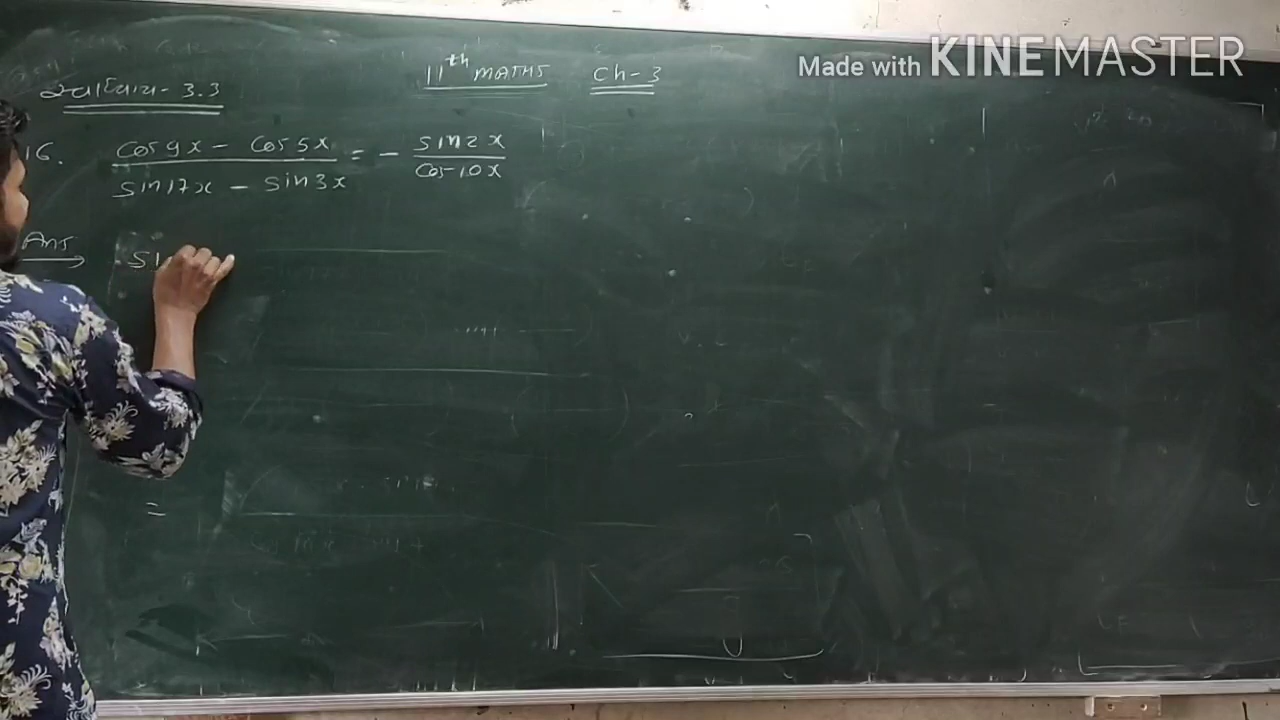 Made with KINEMASTER
11th MATHS Ch-3
स्वाध्याय - 3.3
16. cos 9x - cos 5x / sin 17x - sin 3x = - sin 2x / cos 10x
Ans
→ SI
=